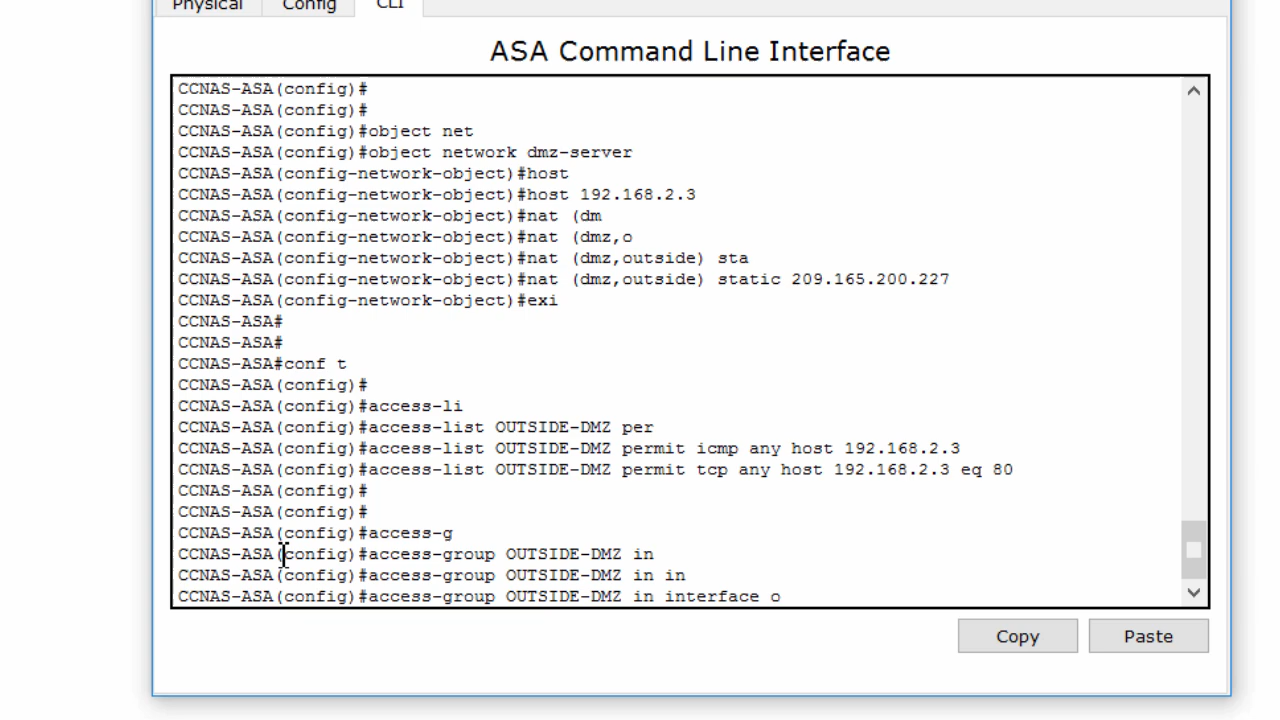 Physical Config CLI
ASA Command Line Interface
CCNAS-ASA(config)#
CCNAS-ASA(config)#
CCNAS-ASA(config)#object net
CCNAS-ASA(config)#object network dmz-server
CCNAS-ASA(config-network-object)#host
CCNAS-ASA(config-network-object)#host 192.168.2.3
CCNAS-ASA(config-network-object)#nat (dm
CCNAS-ASA(config-network-object)#nat (dmz,o
CCNAS-ASA(config-network-object)#nat (dmz,outside) sta
CCNAS-ASA(config-network-object)#nat (dmz,outside) static 209.165.200.227
CCNAS-ASA(config-network-object)#exi
CCNAS-ASA#
CCNAS-ASA#
CCNAS-ASA#conf t
CCNAS-ASA(config)#
CCNAS-ASA(config)#access-li
CCNAS-ASA(config)#access-list OUTSIDE-DMZ per
CCNAS-ASA(config)#access-list OUTSIDE-DMZ permit icmp any host 192.168.2.3
CCNAS-ASA(config)#access-list OUTSIDE-DMZ permit tcp any host 192.168.2.3 eq 80
CCNAS-ASA(config)#
CCNAS-ASA(config)#
CCNAS-ASA(config)#access-g
CCNAS-ASA(config)#access-group OUTSIDE-DMZ in
CCNAS-ASA(config)#access-group OUTSIDE-DMZ in in
CCNAS-ASA(config)#access-group OUTSIDE-DMZ in interface o
Copy Paste